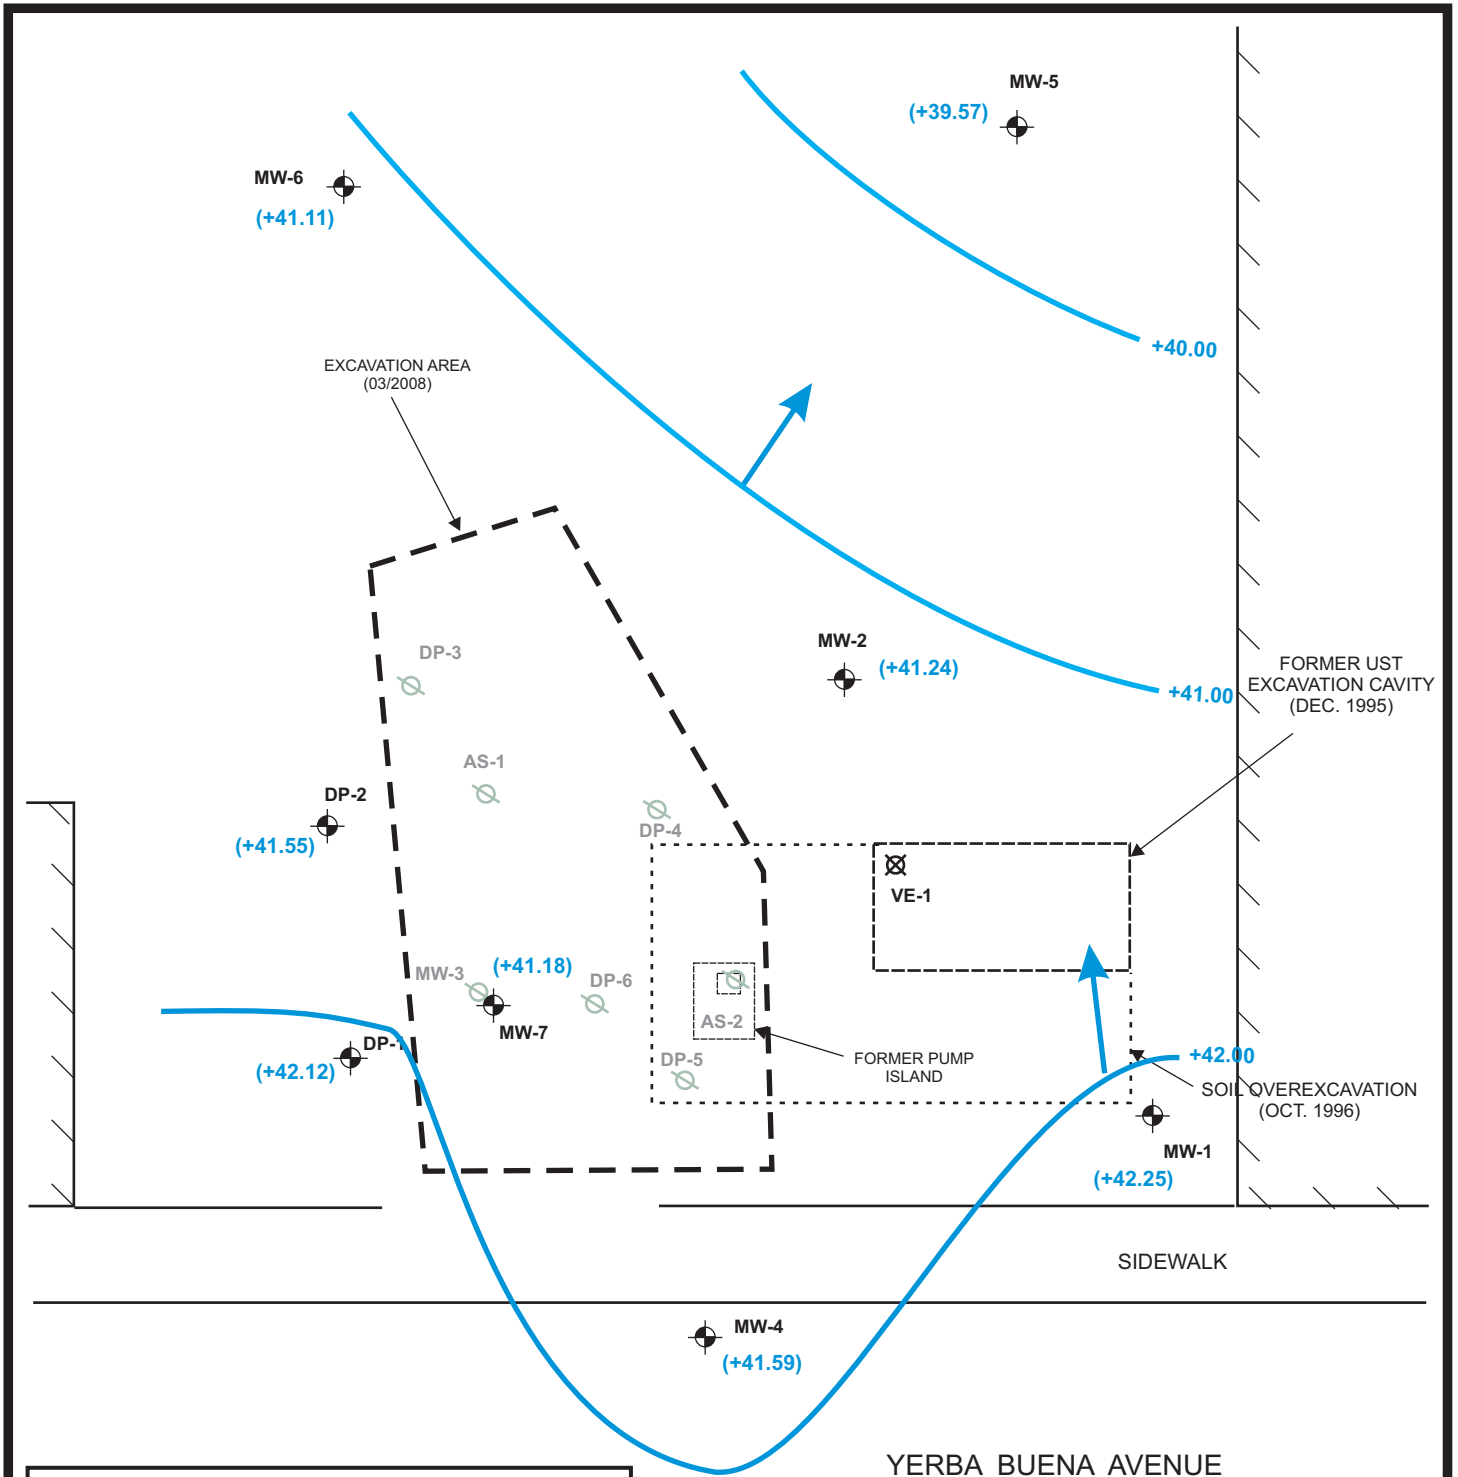 MW-5
(+39.57)
MW-6
(+41.11)
+40.00
EXCAVATION AREA
(03/2008)
MW-2
(+41.24)
DP-3
FORMER UST
EXCAVATION CAVITY
(DEC. 1995)
+41.00
AS-1
DP-2
(+41.55)
DP-4
VE-1
MW-3
(+41.18)
DP-6
AS-2
MW-7
DP-1
(+42.12)
DP-5
FORMER PUMP
ISLAND
+42.00
SOIL OVEREXCAVATION
(OCT. 1996)
MW-1
(+42.25)
SIDEWALK
MW-4
(+41.59)
YERBA BUENA AVENUE